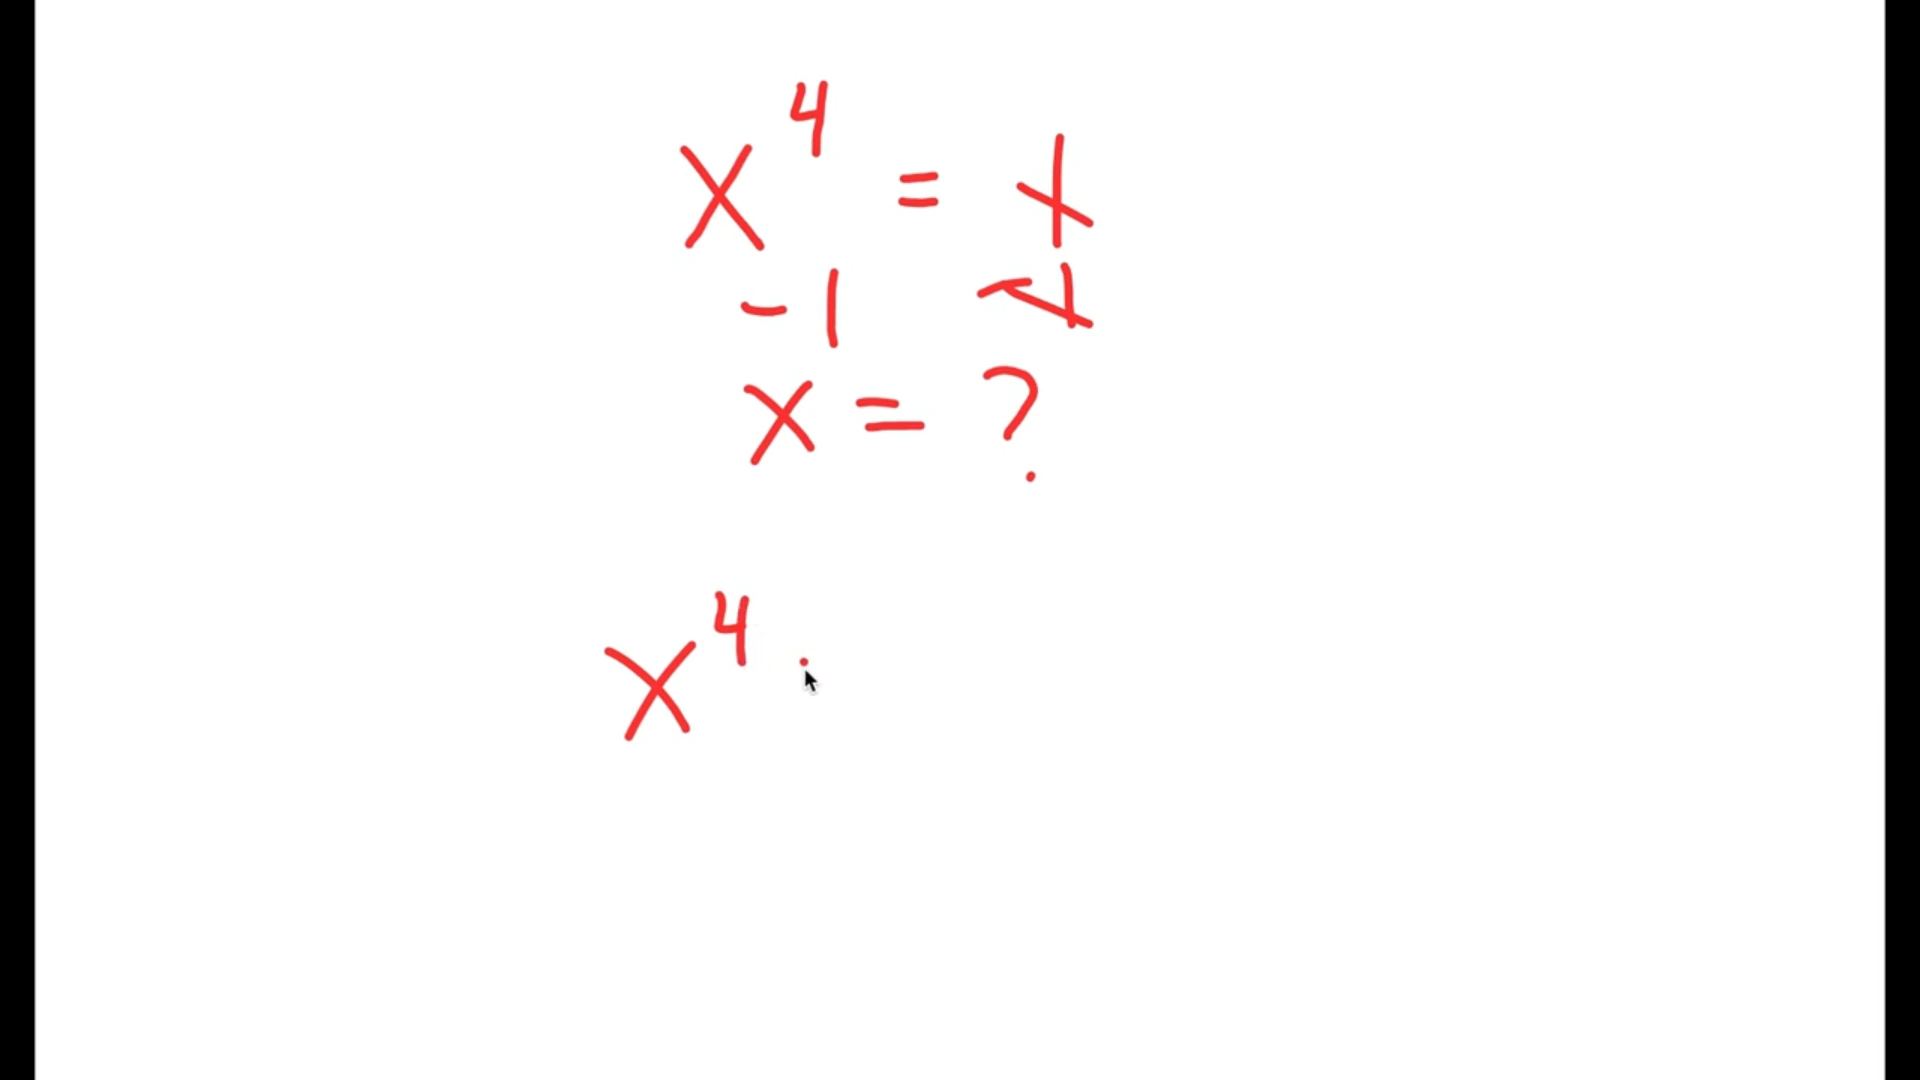 x⁴ = 1
-1 -1
x = ?
x⁴